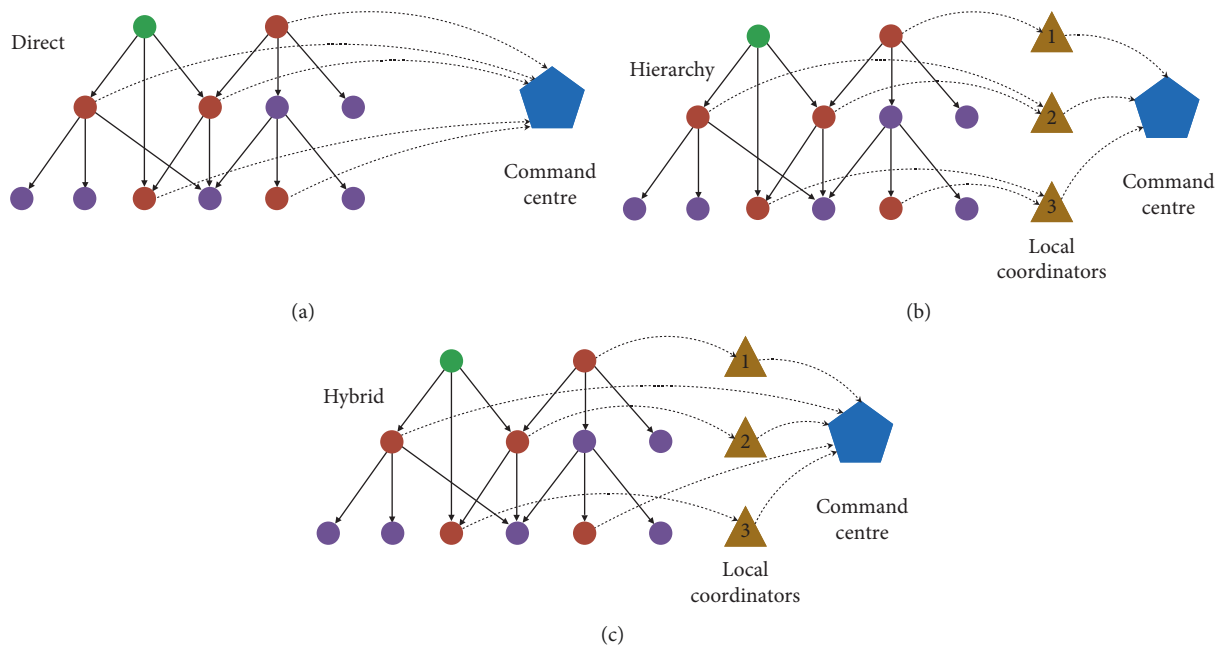 Direct
Command
centre
(a)
Hierarchy
1
2
3
Command
centre
Local
coordinators
(b)
Hybrid
1
2
3
Command
centre
Local
coordinators
(c)